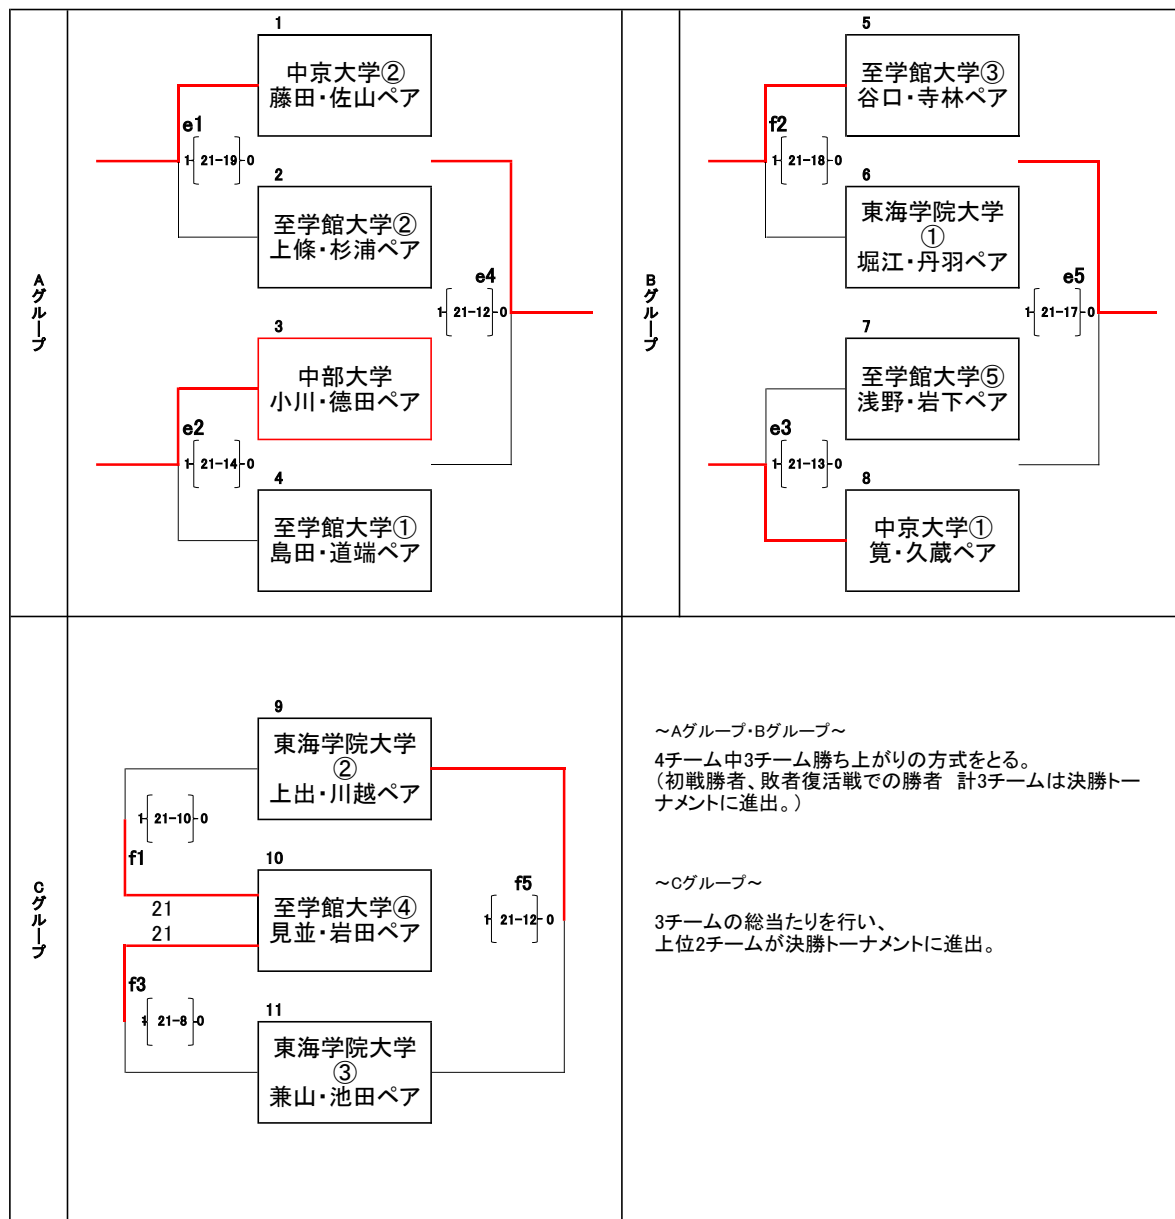 Aグループ
1
中京大学②
藤田・佐山ペア
e1
1 21-19 0
2
至学館大学②
上條・杉浦ペア
e4
1 21-12 0
3
中部大学
小川・德田ペア
e2
1 21-14 0
4
至学館大学①
島田・道端ペア
Bグループ
5
至学館大学③
谷口・寺林ペア
f2
1 21-18 0
6
東海学院大学
①
堀江・丹羽ペア
e5
1 21-17 0
7
至学館大学⑤
浅野・岩下ペア
e3
1 21-13 0
8
中京大学①
筧・久蔵ペア
Cグループ
9
東海学院大学
②
上出・川越ペア
1 21-10 0
f1
10
至学館大学④
見並・岩田ペア
21
21
f5
1 21-12 0
f3
1 21-8 0
11
東海学院大学
③
兼山・池田ペア
～Aグループ・Bグループ～
4チーム中3チーム勝ち上がりの方式をとる。
（初戦勝者、敗者復活戦での勝者　計3チームは決勝トー
ナメントに進出。）
～Cグループ～
3チームの総当たりを行い、
上位2チームが決勝トーナメントに進出。